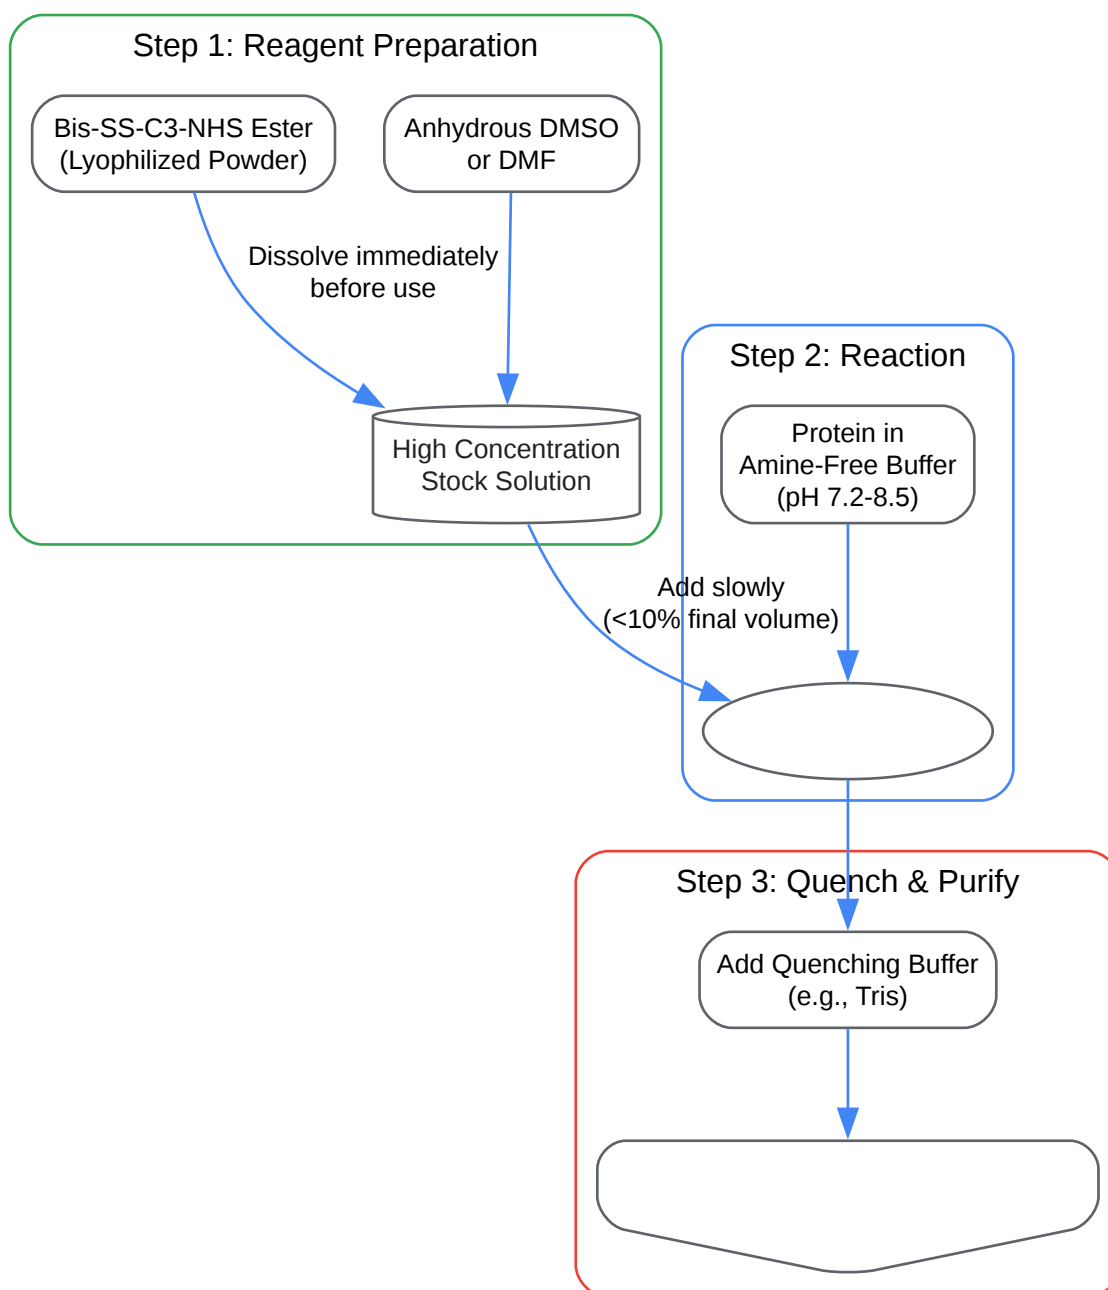 Step 1: Reagent Preparation
Bis-SS-C3-NHS Ester
(Lyophilized Powder)
Anhydrous DMSO
or DMF
Dissolve immediately
before use
High Concentration
Stock Solution
Step 2: Reaction
Protein in
Amine-Free Buffer
(pH 7.2-8.5)
Add slowly
(<10% final volume)
Step 3: Quench & Purify
Add Quenching Buffer
(e.g., Tris)